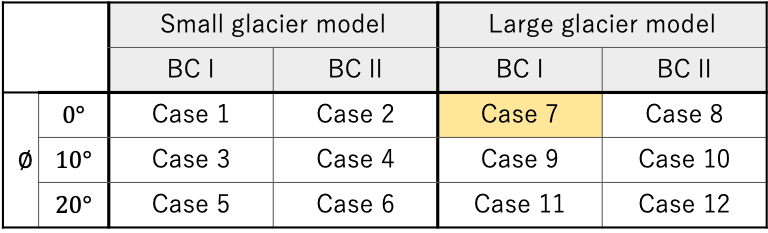 Small glacier model Large glacier model
BC I BC II BC I BC II
0° Case 1 Case 2 Case 7 Case 8
Ø 10° Case 3 Case 4 Case 9 Case 10
20° Case 5 Case 6 Case 11 Case 12